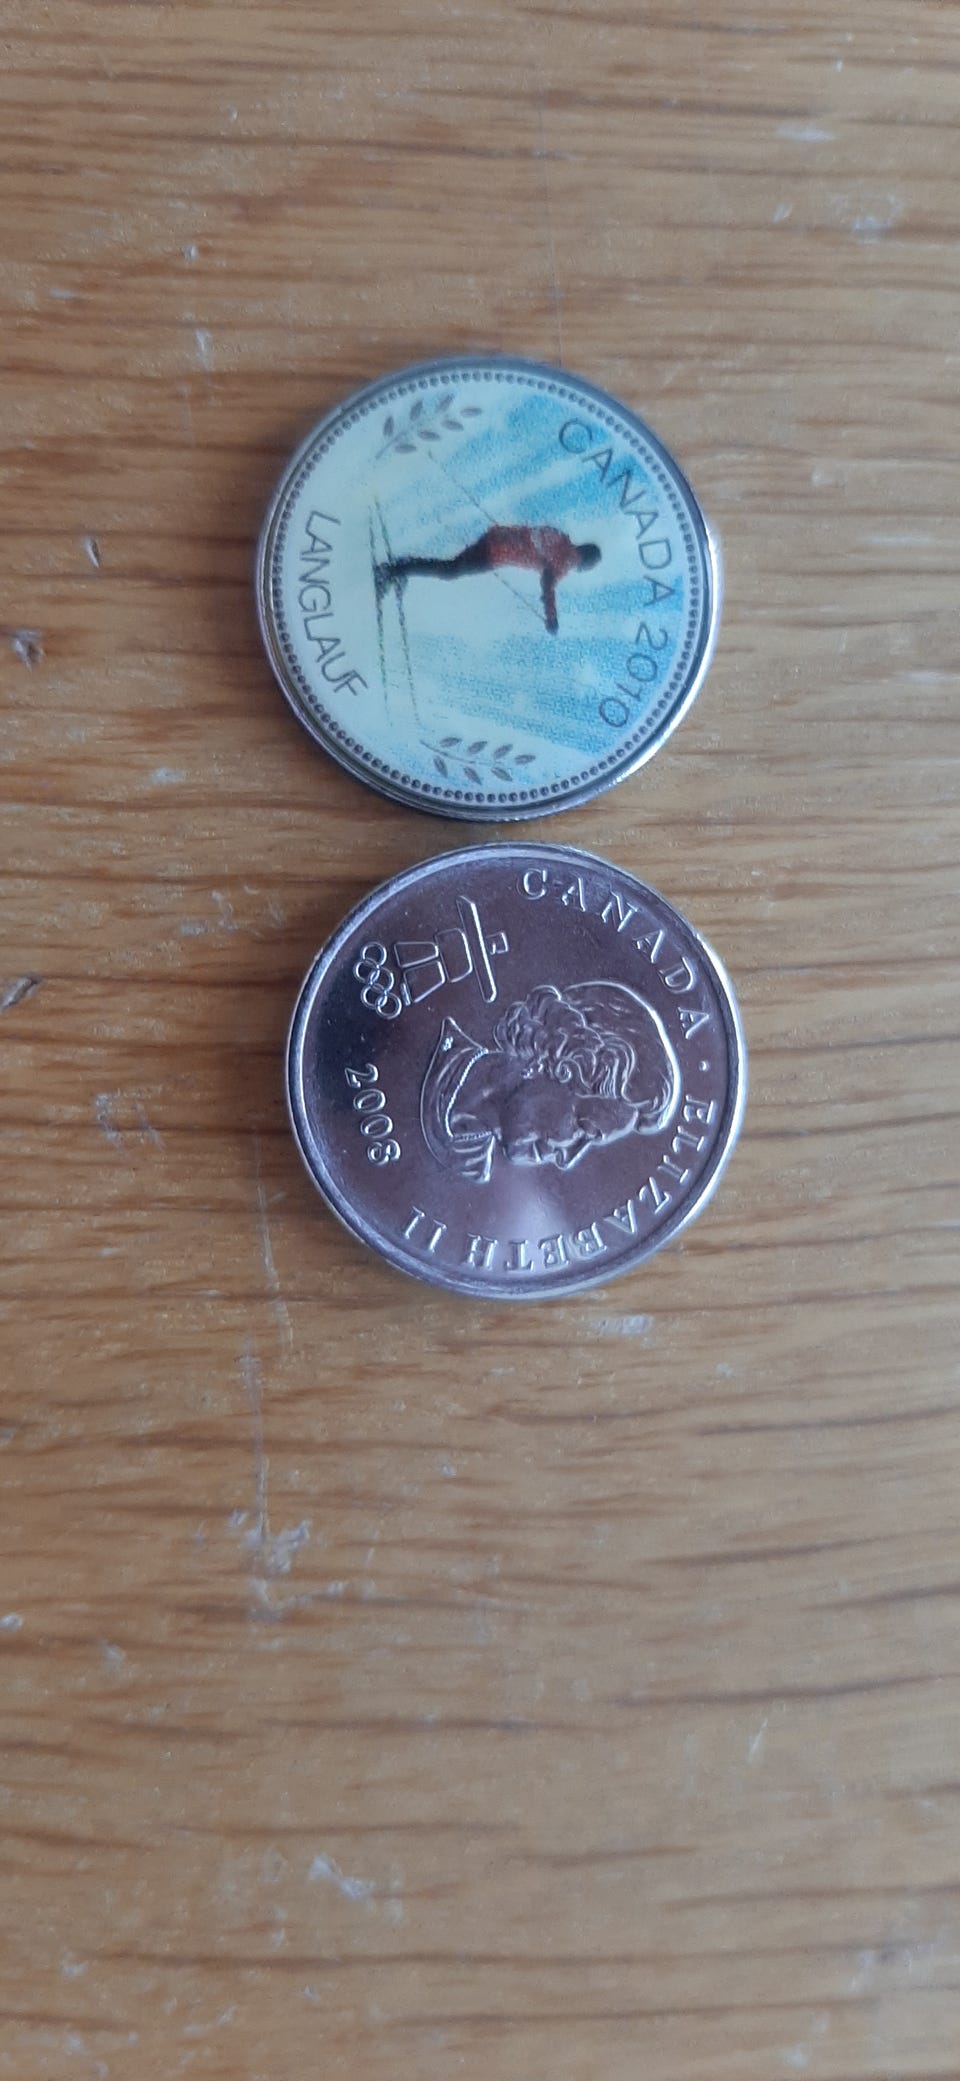 CANADA 2010
LANGLAUF
CANADA · ELIZABETH II
2008